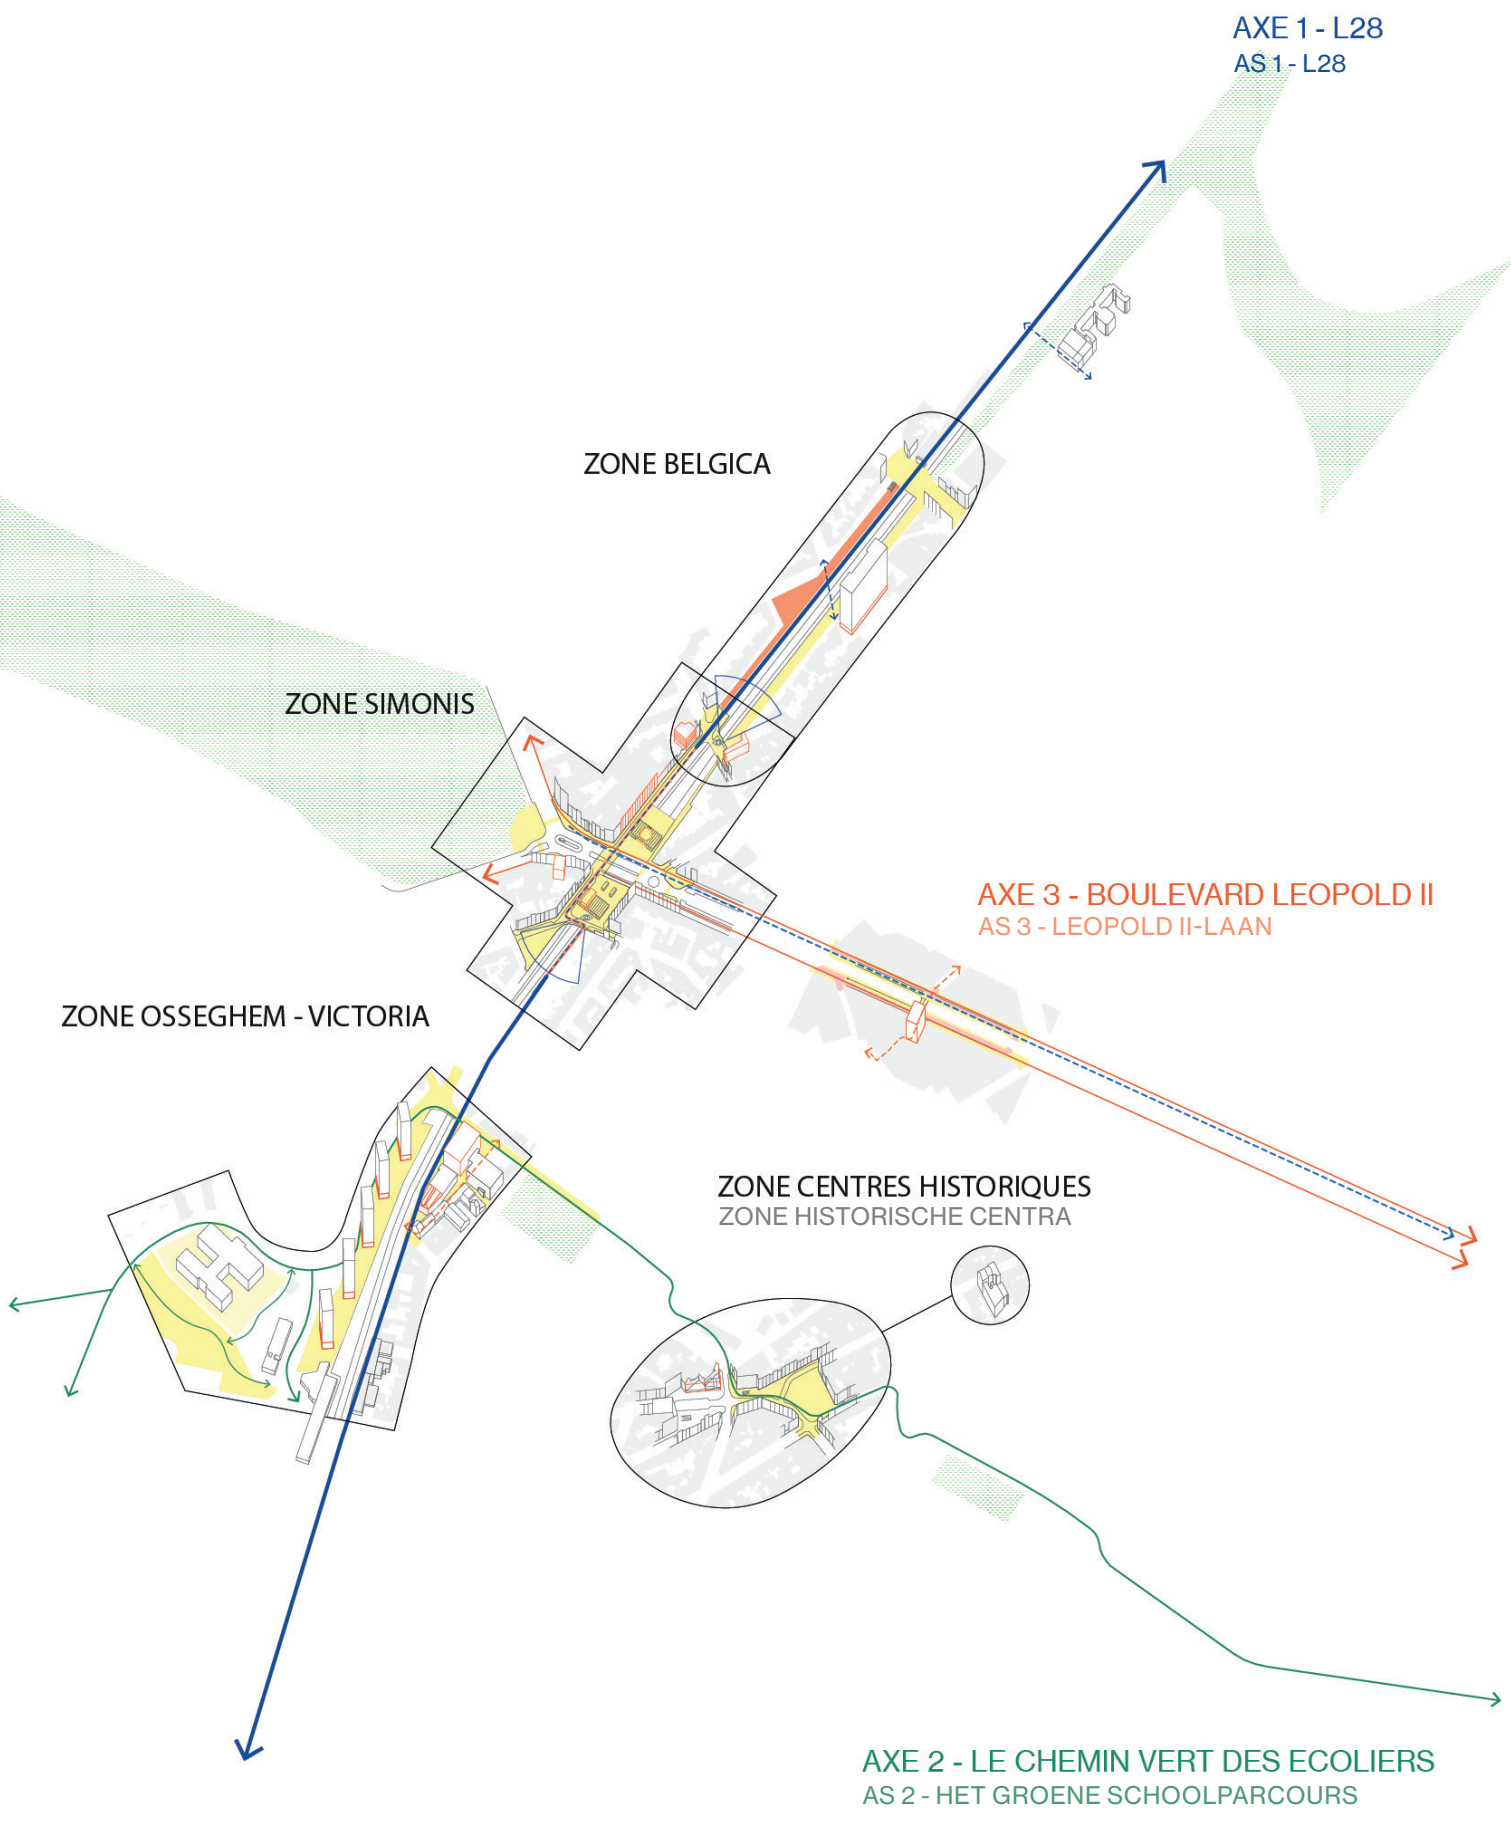 AXE 1 - L28
AS 1 - L28
ZONE BELGICA
ZONE SIMONIS
AXE 3 - BOULEVARD LEOPOLD II
AS 3 - LEOPOLD II-LAAN
ZONE OSSEGHEM - VICTORIA
ZONE CENTRES HISTORIQUES
ZONE HISTORISCHE CENTRA
AXE 2 - LE CHEMIN VERT DES ECOLIERS
AS 2 - HET GROENE SCHOOLPARCOURS